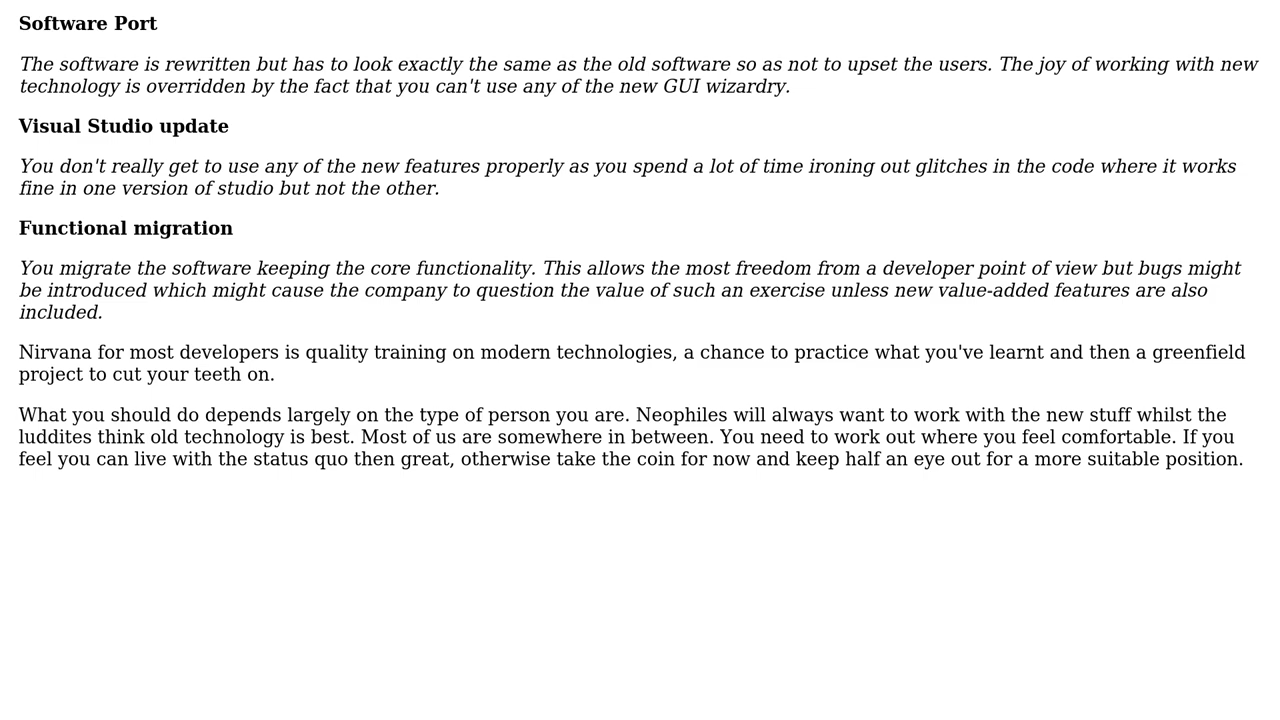 Software Port
The software is rewritten but has to look exactly the same as the old software so as not to upset the users. The joy of working with new
technology is overridden by the fact that you can't use any of the new GUI wizardry.
Visual Studio update
You don't really get to use any of the new features properly as you spend a lot of time ironing out glitches in the code where it works
fine in one version of studio but not the other.
Functional migration
You migrate the software keeping the core functionality. This allows the most freedom from a developer point of view but bugs might
be introduced which might cause the company to question the value of such an exercise unless new value-added features are also
included.
Nirvana for most developers is quality training on modern technologies, a chance to practice what you've learnt and then a greenfield
project to cut your teeth on.
What you should do depends largely on the type of person you are. Neophiles will always want to work with the new stuff whilst the
luddites think old technology is best. Most of us are somewhere in between. You need to work out where you feel comfortable. If you
feel you can live with the status quo then great, otherwise take the coin for now and keep half an eye out for a more suitable position.